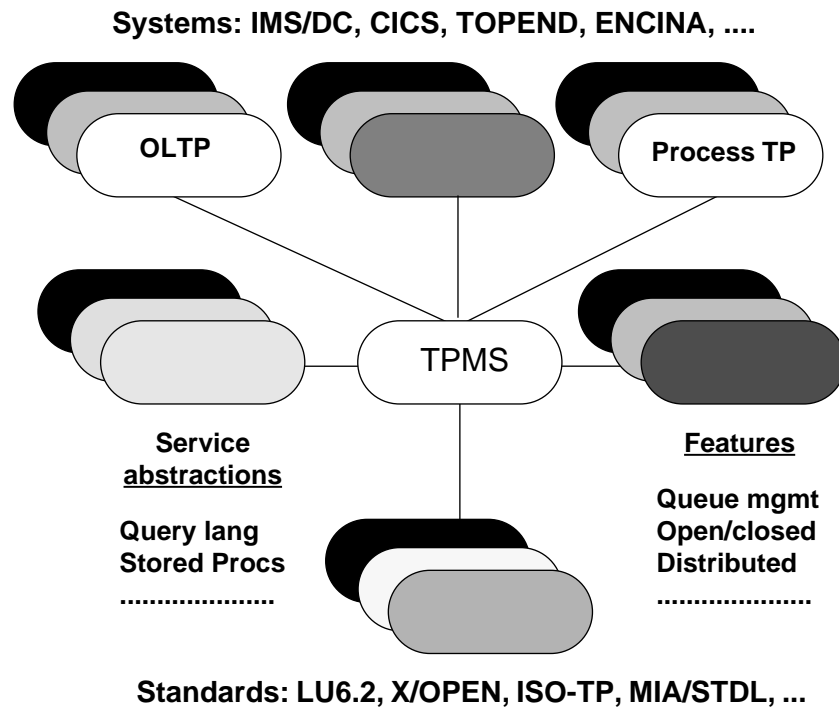 Systems: IMS/DC, CICS, TOPEND, ENCINA, ....
OLTP
Process TP
TPMS
Service
abstractions
Query lang
Stored Procs
.....................
Features
Queue mgmt
Open/closed
Distributed
.....................
Standards: LU6.2, X/OPEN, ISO-TP, MIA/STDL, ...